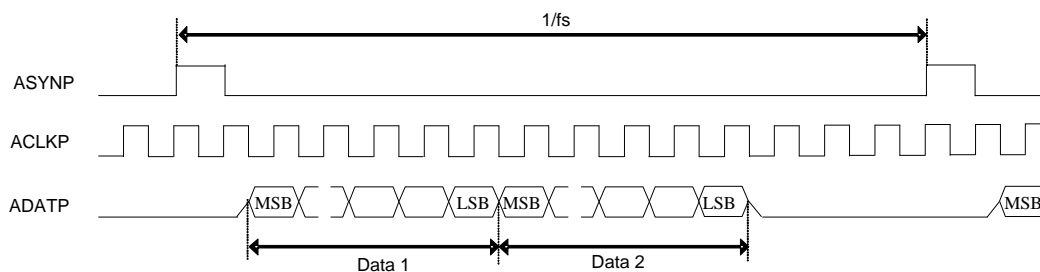 1/fs
ASYNP
ACLKP
ADATP MSB LSB MSB LSB MSB
Data 1 Data 2